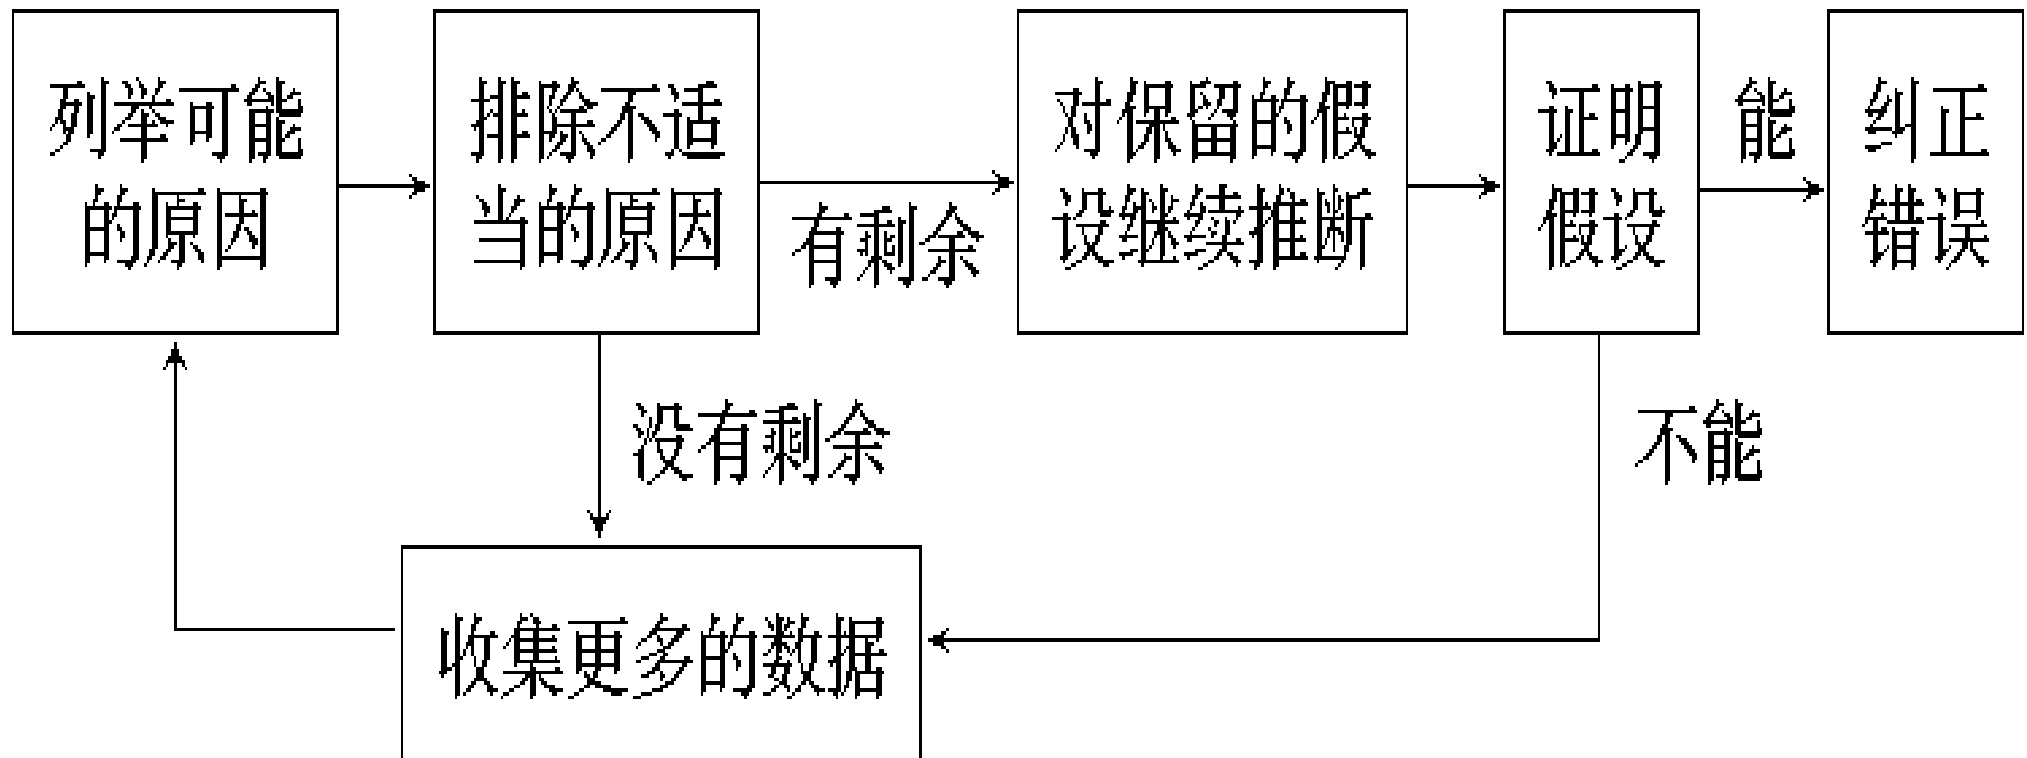 列举可能
的原因
排除不适
当的原因
有剩余
对保留的假
设继续推断
证明
假设
能
纠正
错误
没有剩余
不能
收集更多的数据